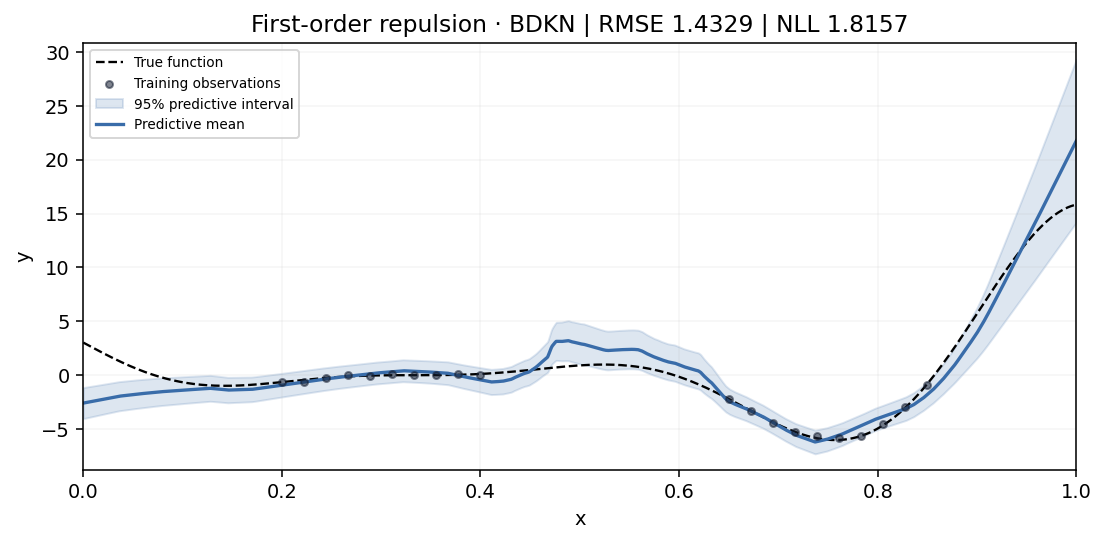 First-order repulsion · BDKN | RMSE 1.4329 | NLL 1.8157
True function
Training observations
95% predictive interval
Predictive mean
30
25
20
15
10
5
0
−5
y
0.0 0.2 0.4 0.6 0.8 1.0
x